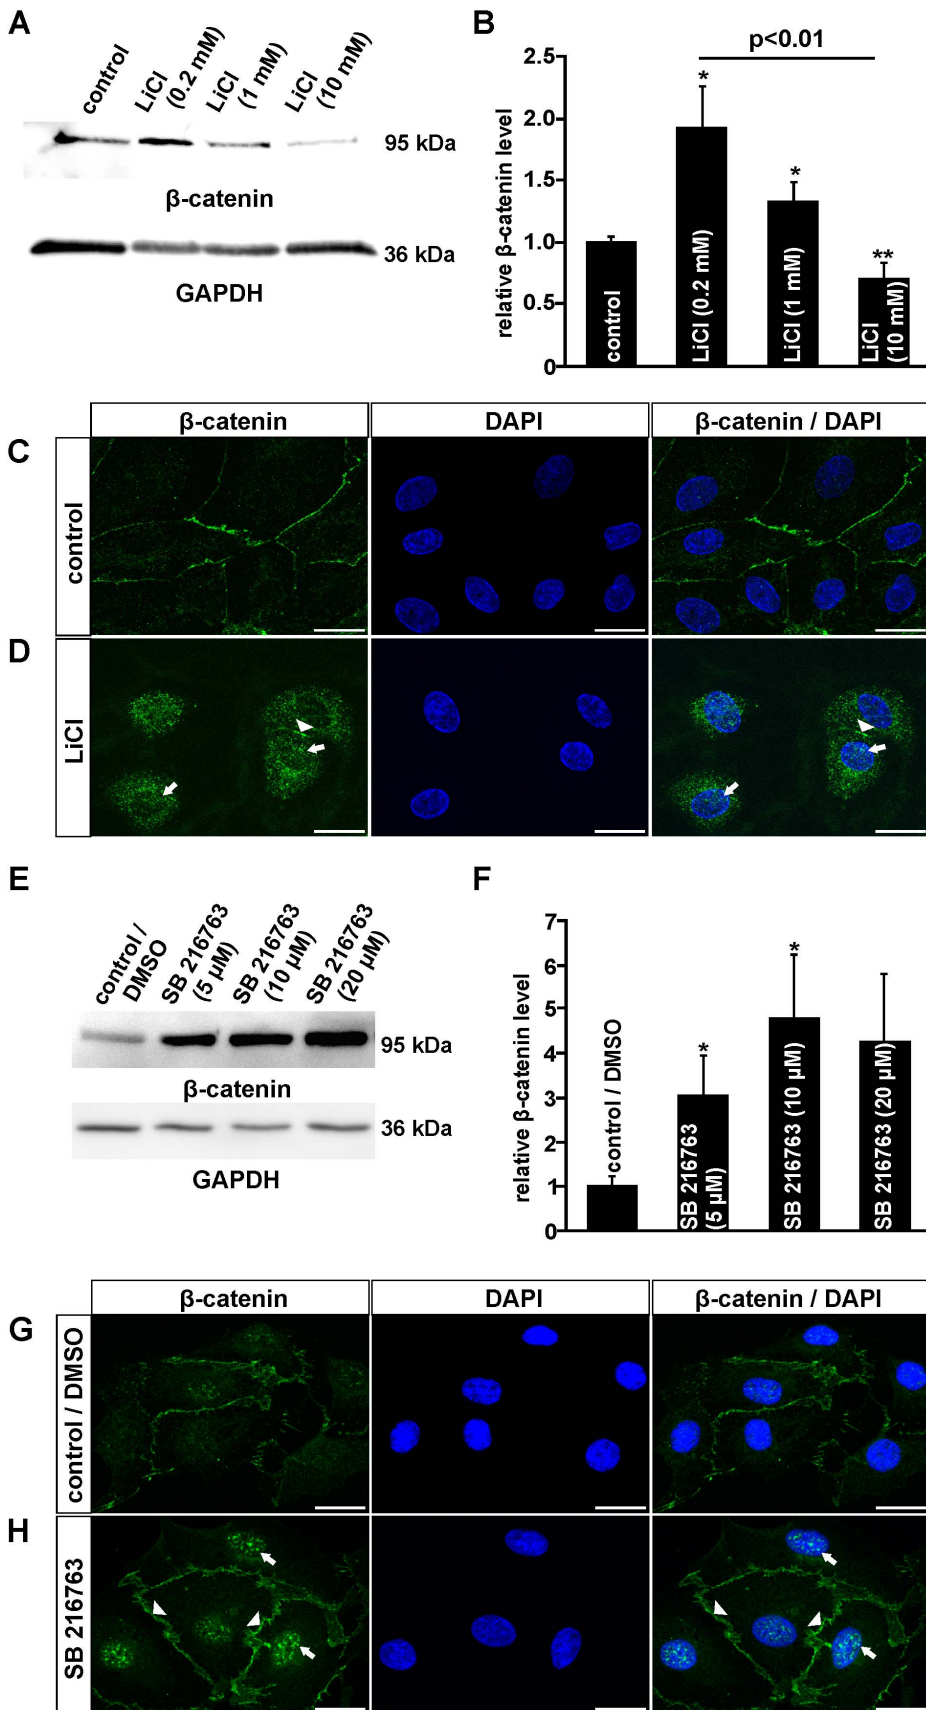 A
control
LiCl
(0.2 mM)
LiCl
(1 mM)
LiCl
(10 mM)
95 kDa
β-catenin
36 kDa
GAPDH
B
p<0.01
relative β-catenin level
2.5
2.0
1.5
1.0
0.5
0
*
*
**
control
LiCl (0.2 mM)
LiCl (1 mM)
LiCl
(10 mM)
β-catenin
DAPI
β-catenin / DAPI
C
control
D
LiCl
E
control /
DMSO
SB 216763
(5 µM)
SB 216763
(10 µM)
SB 216763
(20 µM)
95 kDa
β-catenin
36 kDa
GAPDH
F
relative β-catenin level
7
6
5
4
3
2
1
0
*
*
control / DMSO
SB 216763
(5 µM)
SB 216763 (10 µM)
SB 216763 (20 µM)
β-catenin
DAPI
β-catenin / DAPI
G
control / DMSO
H
SB 216763